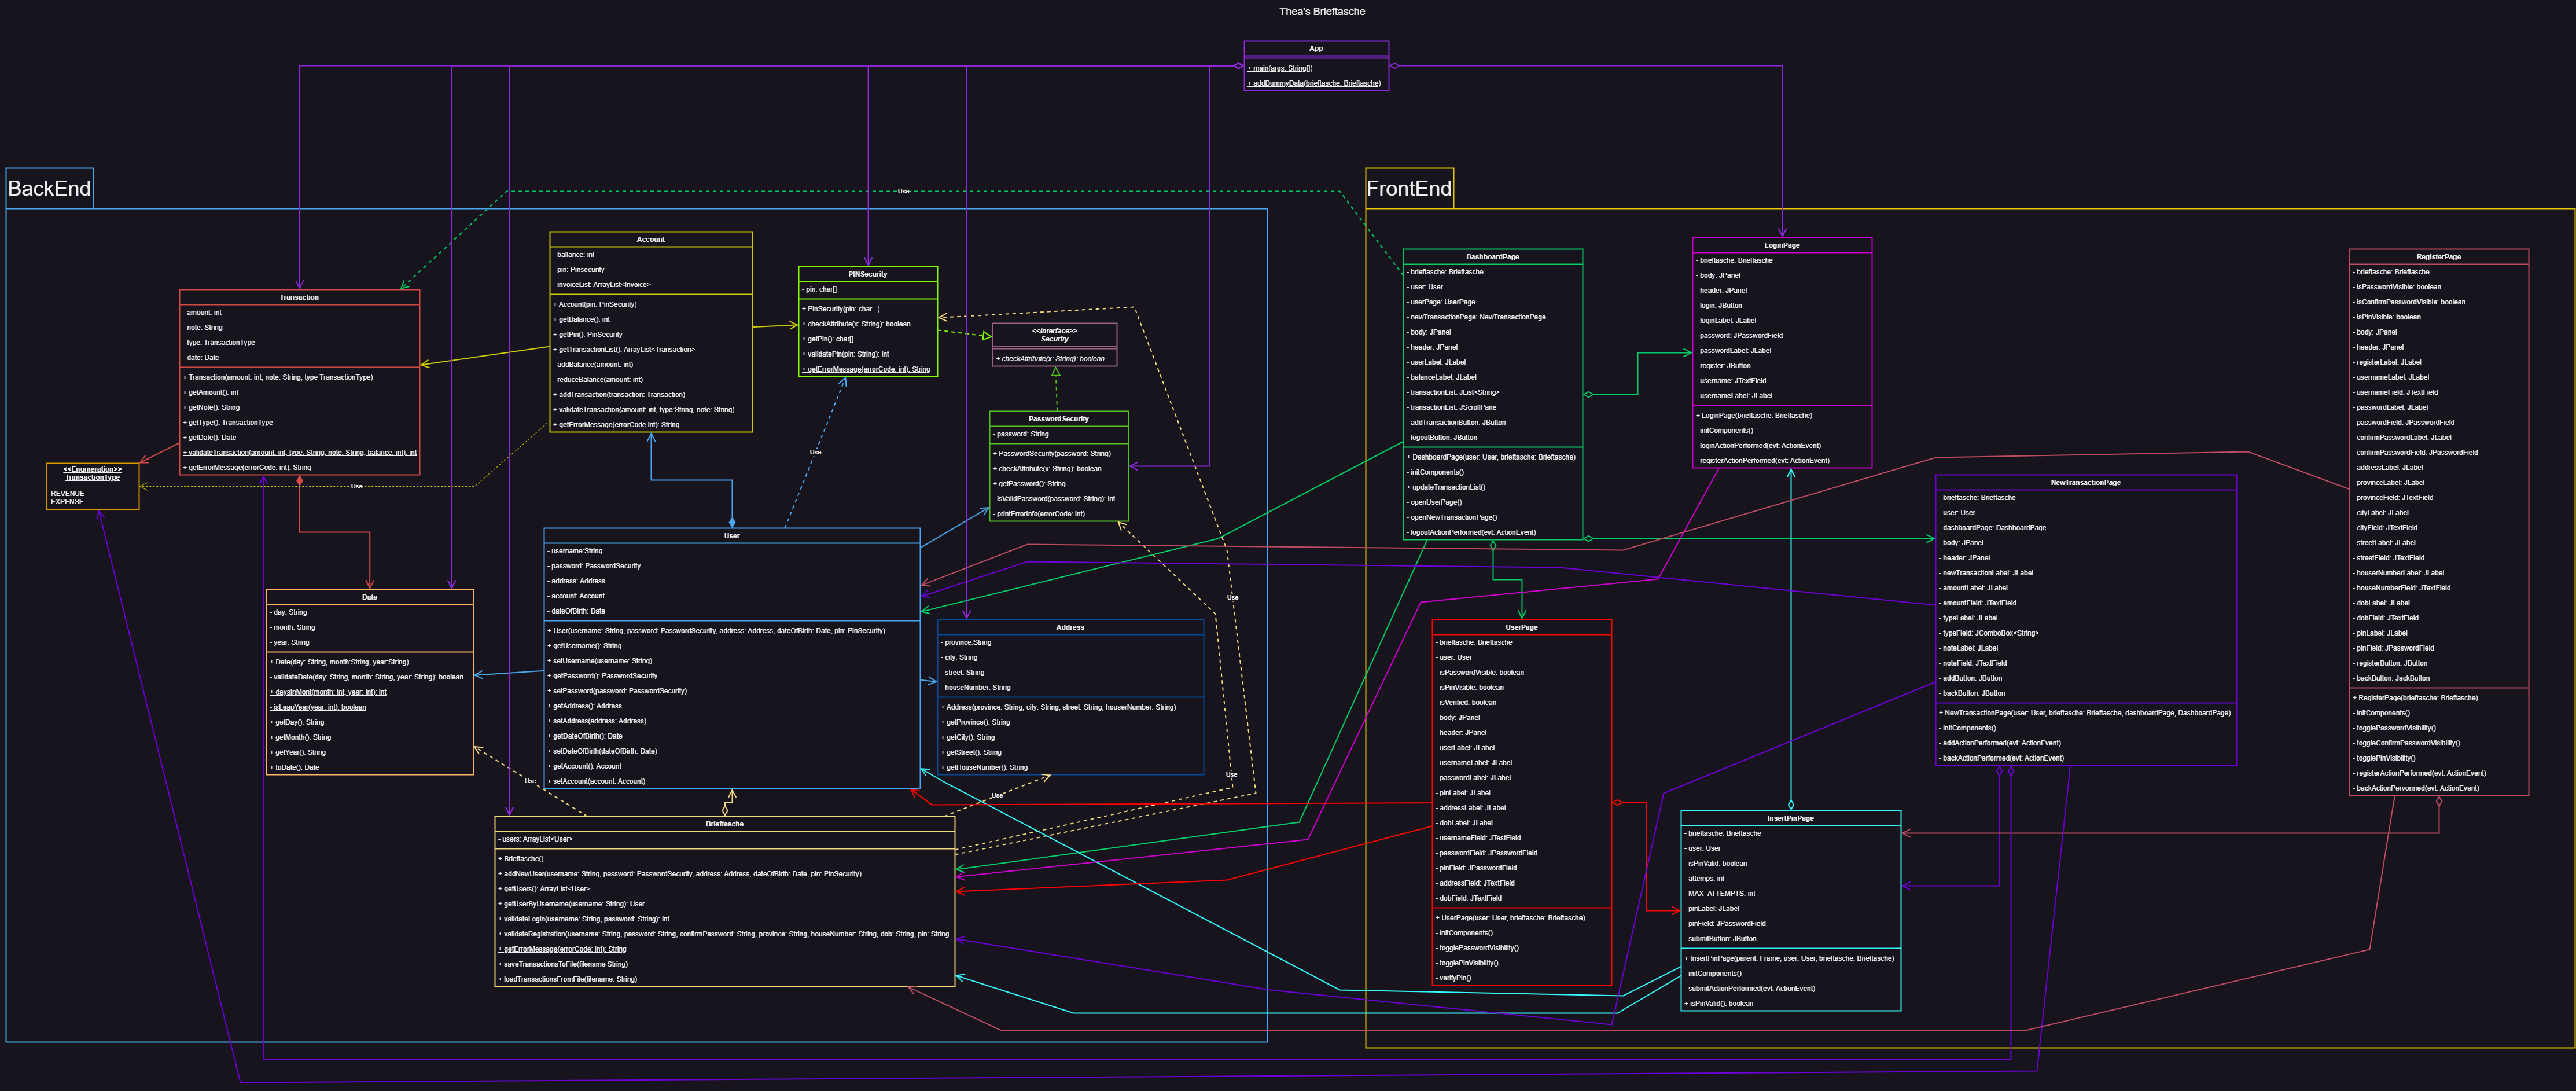 Thea's Brieftasche
App
+ main(args: String[])
+ addDummyData(brieftasche: Brieftasche)
BackEnd
Use
Transaction
- amount: int
- note: String
- type: TransactionType
- date: Date
+ Transaction(amount: int, note: String, type TransactionType)
+ getAmount(): int
+ getNote(): String
+ getType(): TransactionType
+ getDate(): Date
+ validateTransaction(amount: int, type: String, note: String, balance: int): int
+ getErrorMessage(errorCode: int): String
<<Enumeration>>
TransactionType
REVENUE
EXPENSE
Use
Account
- ballance: int
- pin: Pinsecurity
- invoiceList: ArrayList<Invoice>
+ Account(pin: PinSecurity)
+ getBalance(): int
+ getPin(): PinSecurity
+ getTransactionList(): ArrayList<Transaction>
- addBalance(amount: int)
- reduceBalance(amount: int)
+ addTransaction(transaction: Transaction)
+ validateTransaction(amount: int, type:String, note: String)
+ getErrorMessage(errorCode int): String
PINSecurity
- pin: char[]
+ PinSecurity(pin: char...)
+ checkAttribute(x: String): boolean
+ getPin(): char[]
+ validatePin(pin: String): int
+ getErrorMessage(errorCode: int): String
<<interface>>
Security
+ checkAttribute(x: String): boolean
PasswordSecurity
- password: String
+ PasswordSecurity(password: String)
+ checkAttribute(x: String): boolean
+ getPassword(): String
- isValidPassword(password: String): int
- printErrorInfo(errorCode: int)
Use
User
- username:String
- password: PasswordSecurity
- address: Address
- account: Account
- dateOfBirth: Date
+ User(username: String, password: PasswordSecurity, address: Address, dateOfBirth: Date, pin: PinSecurity)
+ getUsername(): String
+ setUsername(username: String)
+ getPassword(): PasswordSecurity
+ setPassword(password: PasswordSecurity)
+ getAddress(): Address
+ setAddress(address: Address)
+ getDateOfBirth(): Date
+ setDateOfBirth(dateOfBirth: Date)
+ getAccount(): Account
+ setAccount(account: Account)
Date
- day: String
- month: String
- year: String
+ Date(day: String, month:String, year:String)
- validateDate(day: String, month: String, year: String): boolean
+ daysInMont(month: int, year: int): int
- isLeapYear(year: int): boolean
+ getDay(): String
+ getMonth(): String
+ getYear(): String
+ toDate(): Date
Address
- province:String
- city: String
- street: String
- houseNumber: String
+ Address(province: String, city: String, street: String, houserNumber: String)
+ getProvince(): String
+ getCity(): String
+ getStreet(): String
+ getHouseNumber(): String
Use
Use
Use
Use
Brieftasche
- users: ArrayList<User>
+ Brieftasche()
+ addNewUser(username: String, password: PasswordSecurity, address: Address, dateOfBirth: Date, pin: PinSecurity)
+ getUsers(): ArrayList<User>
+ getUserByUsername(username: String): User
+ validateLogin(username: String, password: String): int
+ validateRegistration(username: String, password: String, confirmPassword: String, province: String, houseNumber: String, dob: String, pin: String
+ getErrorMessage(errorCode: int): String
+ saveTransactionsToFile(filename String)
+ loadTransactionsFromFile(filename: String)
FrontEnd
DashboardPage
- brieftasche: Brieftasche
- user: User
- userPage: UserPage
- newTransactionPage: NewTransactionPage
- body: JPanel
- header: JPanel
- userLabel: JLabel
- balanceLabel: JLabel
- transactionList: JList<String>
- transactionList: JScrollPane
- addTransactionButton: JButton
- logoutButton: JButton
+ DashboardPage(user: User, brieftasche: Brieftasche)
- initComponents()
+ updateTransactionList()
- openUserPage()
- openNewTransactionPage()
- logoutActionPerformed(evt: ActionEvent)
LoginPage
- brieftasche: Brieftasche
- body: JPanel
- header: JPanel
- login: JButton
- loginLabel: JLabel
- password: JPasswordField
- passwordLabel: JLabel
- register: JButton
- username: JTextField
- usernameLabel: JLabel
+ LoginPage(brieftasche: Brieftasche)
- initComponents()
- loginActionPerformed(evt: ActionEvent)
- registerActionPerformed(evt: ActionEvent)
NewTransactionPage
- brieftasche: Brieftasche
- user: User
- dashboardPage: DashboardPage
- body: JPanel
- header: JPanel
- newTransactionLabel: JLabel
- amountLabel: JLabel
- amountField: JTextField
- typeLabel: JLabel
- typeField: JComboBox<String>
- noteLabel: JLabel
- noteField: JTextField
- addButton: JButton
- backButton: JButton
+ NewTransactionPage(user: User, brieftasche: Brieftasche, dashboardPage, DashboardPage)
- initComponents()
- addActionPerformed(evt: ActionEvent)
- backActionPerformed(evt: ActionEvent)
RegisterPage
- brieftasche: Brieftasche
- isPasswordVisible: boolean
- isConfirmPasswordVisible: boolean
- isPinVisible: boolean
- body: JPanel
- header: JPanel
- registerLabel: JLabel
- usernameLabel: JLabel
- usernameField: JTextField
- passwordLabel: JLabel
- passwordField: JPasswordField
- confirmPasswordLabel: JLabel
- confirmPasswordField: JPasswordField
- addressLabel: JLabel
- provinceLabel: JLabel
- provinceField: JTextField
- cityLabel: JLabel
- cityField: JTextField
- streetLabel: JLabel
- streetField: JTextField
- houserNumberLabel: JLabel
- houseNumberField: JTextField
- dobLabel: JLabel
- dobField: JTextField
- pinLabel: JLabel
- pinField: JPasswordField
- registerButton: JButton
- backButton: JackButton
+ RegisterPage(brieftasche: Brieftasche)
- initComponents()
- togglePasswordVisibility()
- toggleConfirmPasswordVisibility()
- togglePinVisibility()
- registerActionPerformed(evt: ActionEvent)
- backActionPervormed(evt: ActionEvent)
UserPage
- brieftasche: Brieftasche
- user: User
- isPasswordVisible: boolean
- isPinVisible: boolean
- isVerified: boolean
- body: JPanel
- header: JPanel
- userLabel: JLabel
- usernameLabel: JLabel
- passwordLabel: JLabel
- pinLabel: JLabel
- addressLabel: JLabel
- dobLabel: JLabel
- usernameField: JTestField
- passwordField: JPasswordField
- pinField: JPasswordField
- addressField: JTextField
- dobField: JTextField
+ UserPage(user: User, brieftasche: Brieftasche)
- initComponents()
- togglePasswordVisibility()
- togglePinVisibility()
- verifyPin()
InsertPinPage
- brieftasche: Brieftasche
- user: User
- isPinValid: boolean
- attemps: int
- MAX_ATTEMPTS: int
- pinLabel: JLabel
- pinField: JPasswordField
- submitButton: JButton
+ InsertPinPage(parent: Frame, user: User, brieftasche: Brieftasche)
- initComponents()
- submitActionPerformed(evt: ActionEvent)
+ isPinValid(): boolean